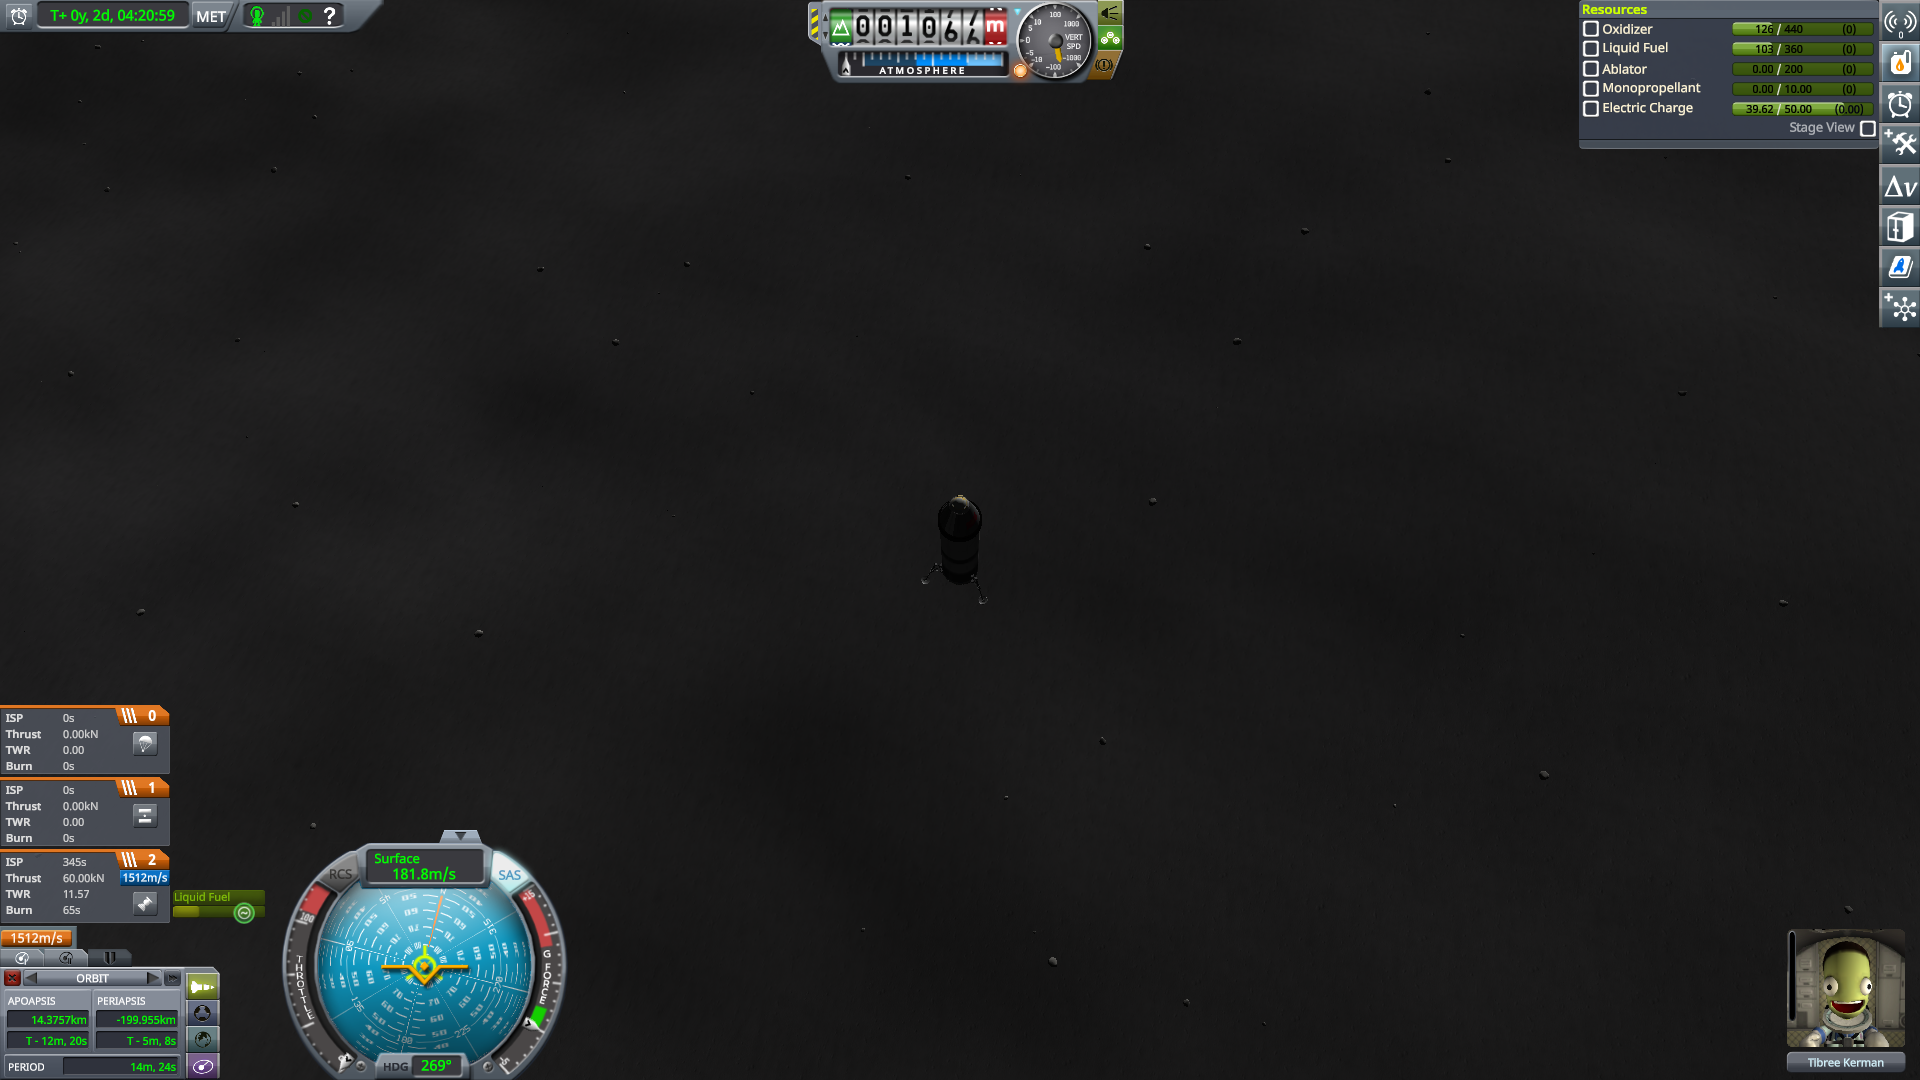 T+ 0y, 2d, 04:20:59 MET ?
001064 m
ATMOSPHERE
VERT SPD
Resources
Oxidizer 126 / 440 (0)
Liquid Fuel 103 / 360 (0)
Ablator 0.00 / 200 (0)
Monopropellant 0.00 / 10.00 (0)
Electric Charge 39.62 / 50.00 (0.00)
Stage View
Δv
ISP 0s 0
Thrust 0.00kN
TWR 0.00
Burn 0s
ISP 0s 1
Thrust 0.00kN
TWR 0.00
Burn 0s
ISP 345s 2
Thrust 60.00kN 1512m/s
TWR 11.57
Burn 65s
Liquid Fuel
1512m/s
ORBIT
APOAPSIS PERIAPSIS
14.3757km -199.955km
T - 12m, 20s T - 5m, 8s
PERIOD 14m, 24s
RCS Surface SAS
181.8m/s
THROTTLE
G FORCE
HDG 269°
Tibree Kerman